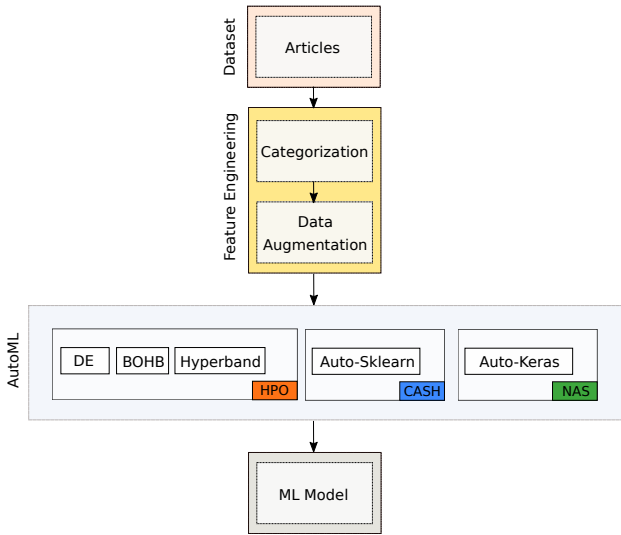 Dataset
Articles
Feature Engineering
Categorization
Data
Augmentation
AutoML
DE
BOHB
Hyperband
HPO
Auto-Sklearn
CASH
Auto-Keras
NAS
ML Model